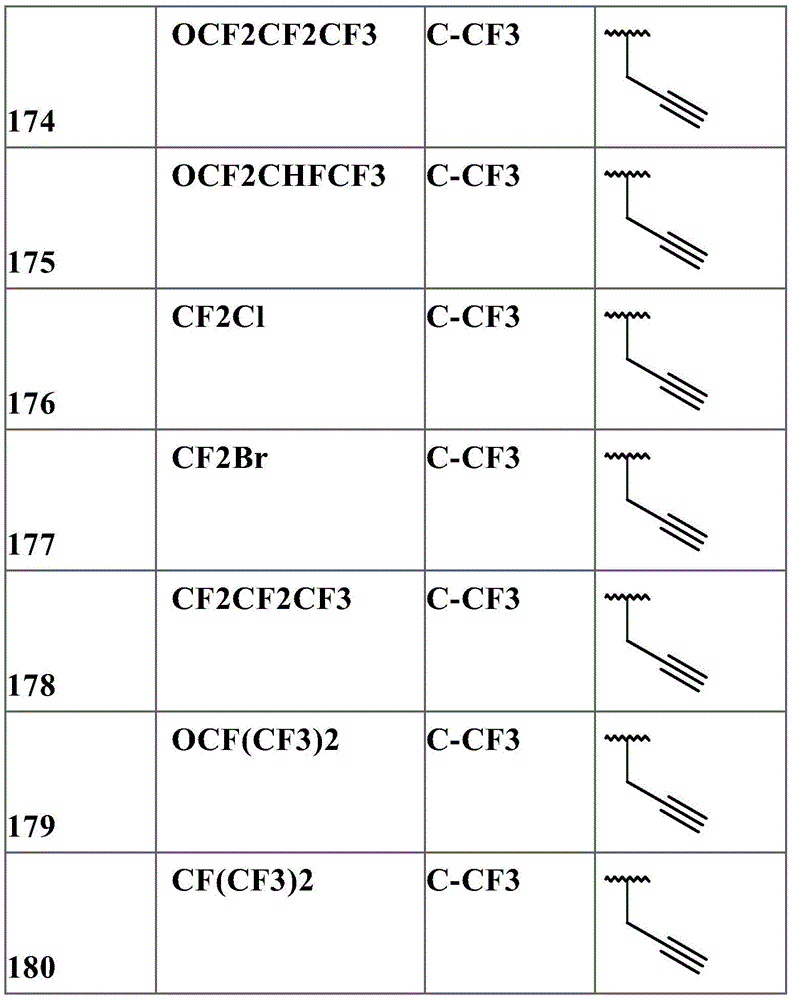 OCF2CF2CF3 C-CF3
174
OCF2CHFCF3 C-CF3
175
CF2Cl C-CF3
176
CF2Br C-CF3
177
CF2CF2CF3 C-CF3
178
OCF(CF3)2 C-CF3
179
CF(CF3)2 C-CF3
180